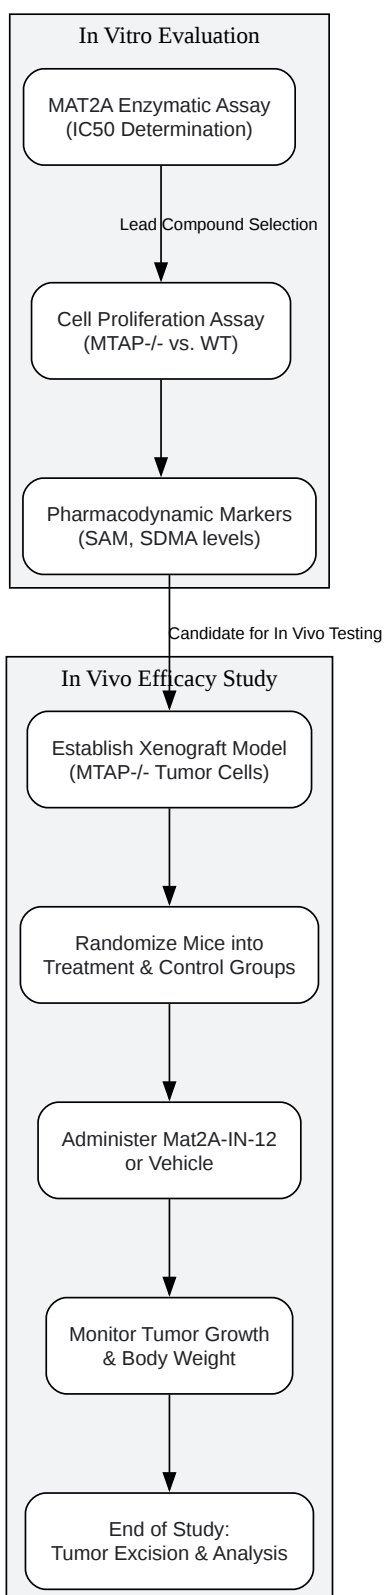 In Vitro Evaluation
MAT2A Enzymatic Assay
(IC50 Determination)
Lead Compound Selection
Cell Proliferation Assay
(MTAP-/- vs. WT)
Pharmacodynamic Markers
(SAM, SDMA levels)
Candidate for In Vivo Testing
In Vivo Efficacy Study
Establish Xenograft Model
(MTAP-/- Tumor Cells)
Randomize Mice into
Treatment & Control Groups
Administer Mat2A-IN-12
or Vehicle
Monitor Tumor Growth
& Body Weight
End of Study:
Tumor Excision & Analysis